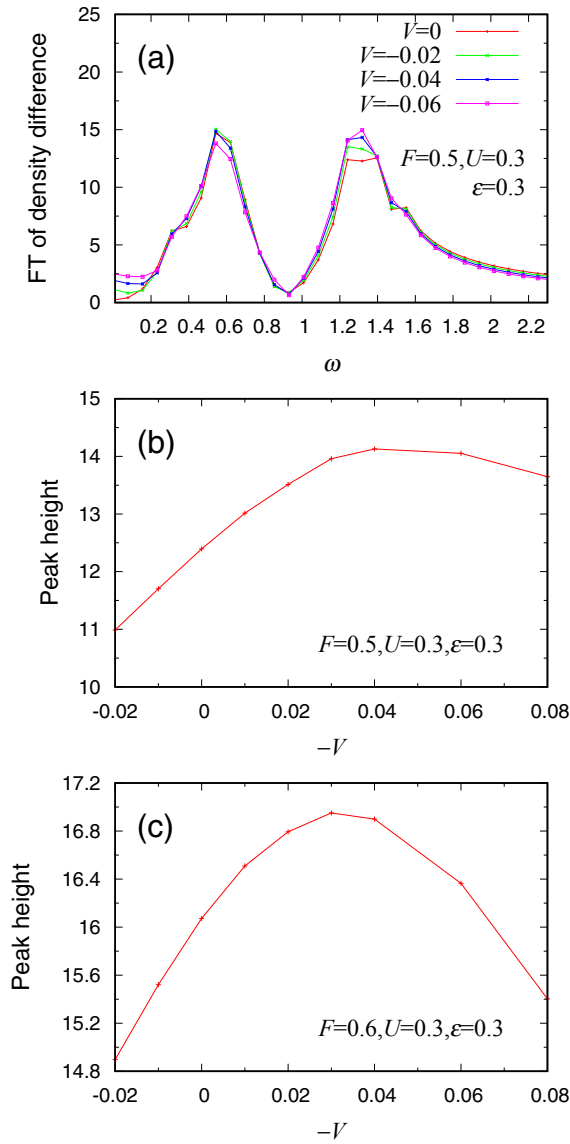 (a)
V=0
V=−0.02
V=−0.04
V=−0.06
F=0.5,U=0.3
ε=0.3
FT of density difference
25
20
15
10
5
0
0.2 0.4 0.6 0.8 1 1.2 1.4 1.6 1.8 2 2.2
ω
(b)
Peak height
15
14
13
12
11
10
F=0.5,U=0.3,ε=0.3
-0.02 0 0.02 0.04 0.06 0.08
−V
(c)
Peak height
17.2
16.8
16.4
16
15.6
15.2
14.8
F=0.6,U=0.3,ε=0.3
-0.02 0 0.02 0.04 0.06 0.08
−V